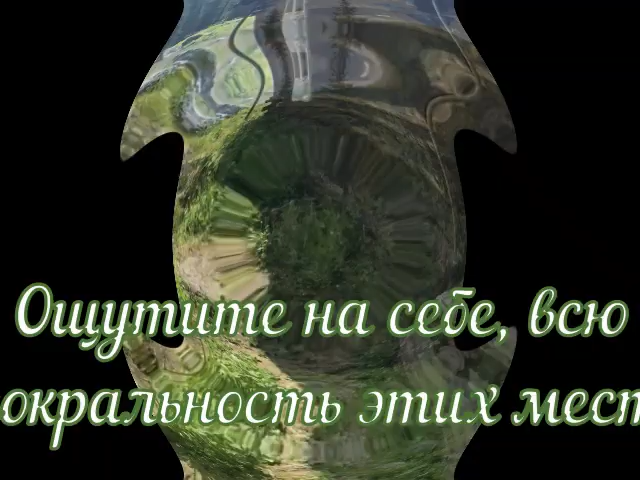 Ощутите на себе, всю
окральность этих мест